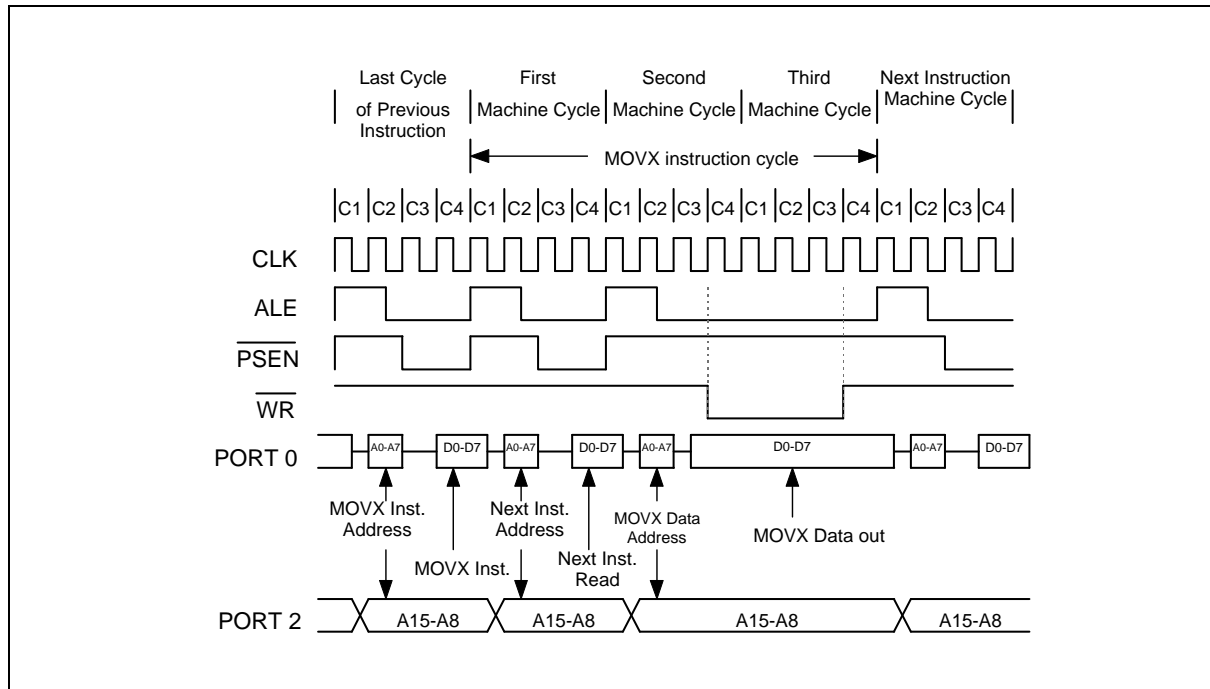 Last Cycle
of Previous
Instruction
First
Machine Cycle
Second
Machine Cycle
Third
Machine Cycle
Next Instruction
Machine Cycle
MOVX instruction cycle
C1 C2 C3 C4 C1 C2 C3 C4 C1 C2 C3 C4 C1 C2 C3 C4 C1 C2 C3 C4
CLK
ALE
PSEN
WR
PORT 0
A0-A7 D0-D7 A0-A7 D0-D7 A0-A7 D0-D7 A0-A7 D0-D7
MOVX Inst.
Address
MOVX Inst.
Next Inst.
Address
Next Inst.
Read
MOVX Data
Address
MOVX Data out
PORT 2
A15-A8 A15-A8 A15-A8 A15-A8